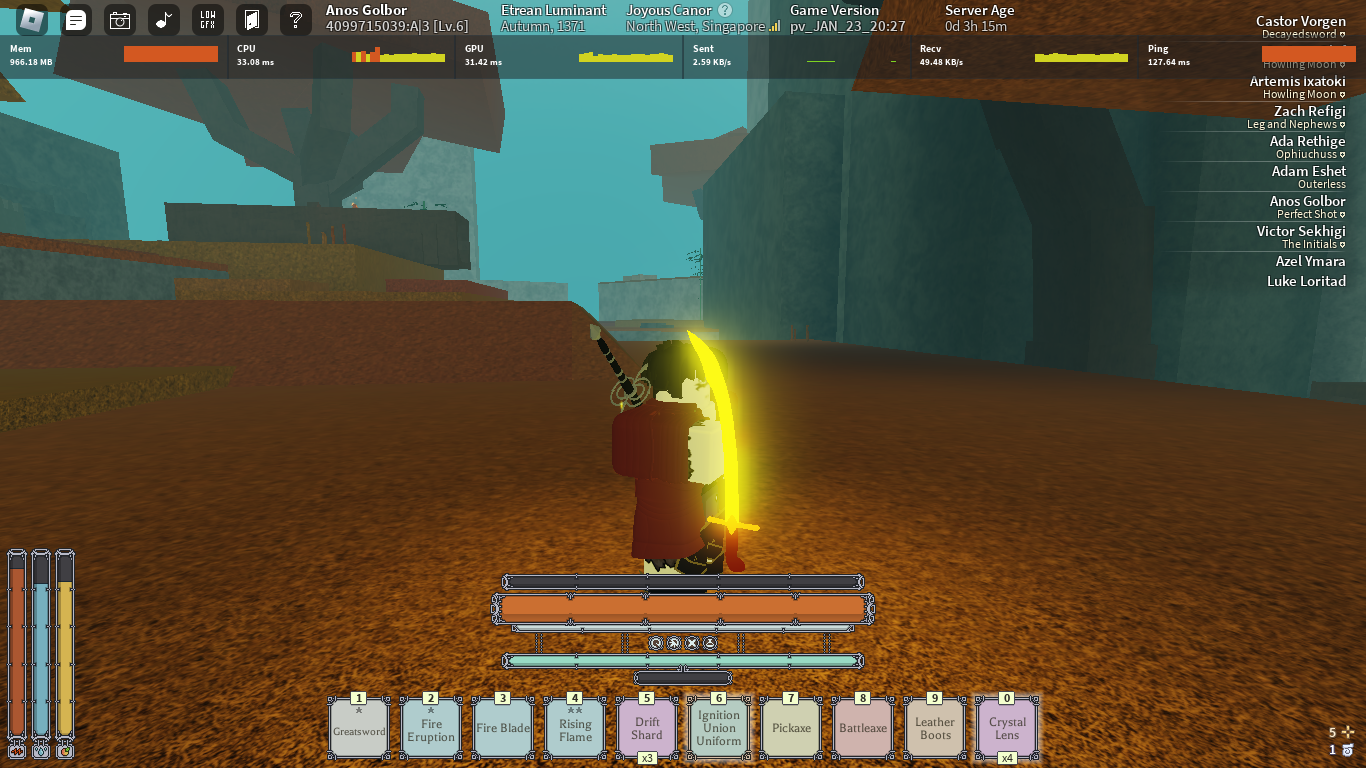 LOW
GFX
?
Anos Golbor
4099715039:A|3 [Lv.6]
Etrean Luminant
Autumn, 1371
Joyous Canor ?
North West, Singapore
Game Version
pv_JAN_23_20:27
Server Age
0d 3h 15m
Mem
966.18 MB
CPU
33.08 ms
GPU
31.42 ms
Sent
2.59 KB/s
Recv
49.48 KB/s
Ping
127.64 ms
Castor Vorgen
Decayedsword
Howling Moon
Artemis Ixatoki
Howling Moon
Zach Refigi
Leg and Nephews
Ada Rethige
Ophiuchuss
Adam Eshet
Outerless
Anos Golbor
Perfect Shot
Victor Sekhigi
The Initials
Azel Ymara
Luke Loritad
1
*
Greatsword
2
*
Fire
Eruption
3
Fire Blade
4
**
Rising
Flame
5
Drift
Shard
x3
6
Ignition
Union
Uniform
7
Pickaxe
8
Battleaxe
9
Leather
Boots
0
Crystal
Lens
x4
5
1